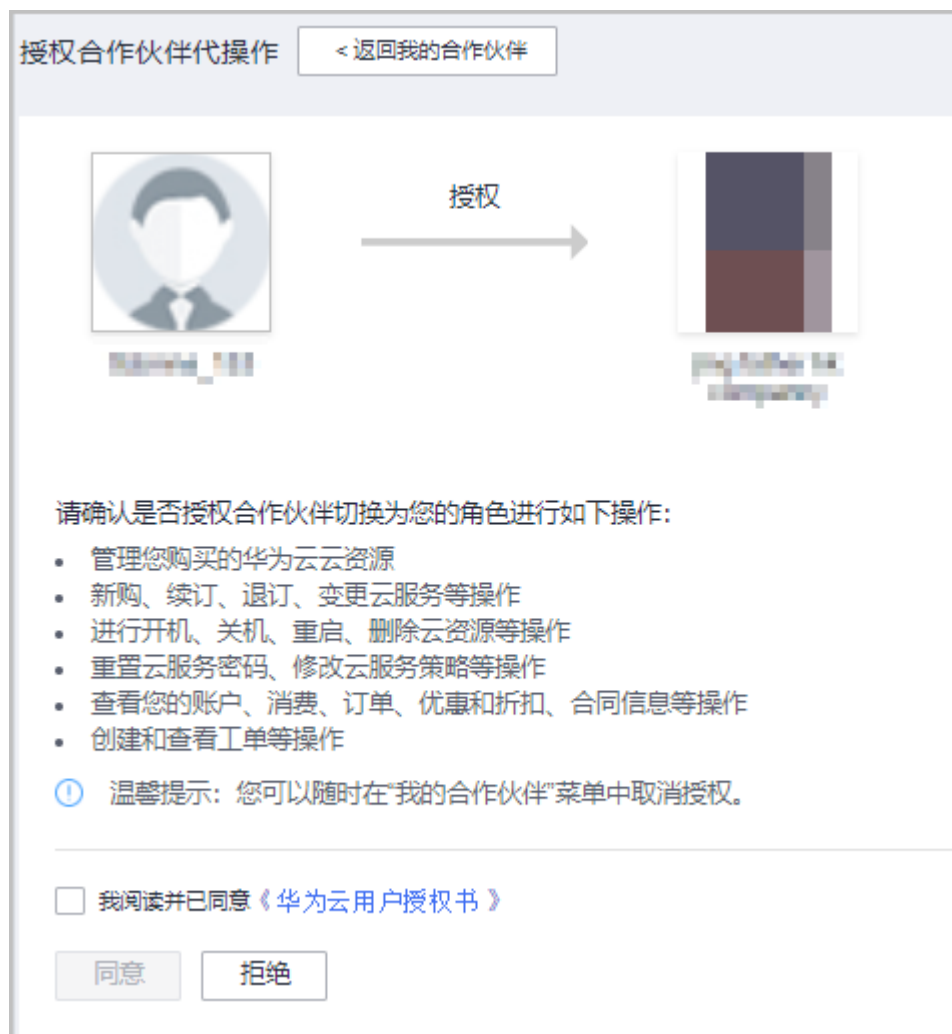 授权合作伙伴代操作
<返回我的合作伙伴
授权
请确认是否授权合作伙伴切换为您的角色进行如下操作:
• 管理您购买的华为云云资源
• 新购、续订、退订、变更云服务等操作
• 进行开机、关机、重启、删除云资源等操作
• 重置云服务密码、修改云服务策略等操作
• 查看您的账户、消费、订单、优惠和折扣、合同信息等操作
• 创建和查看工单等操作
温馨提示: 您可以随时在“我的合作伙伴”菜单中取消授权。
我阅读并已同意《华为云用户授权书》
同意
拒绝